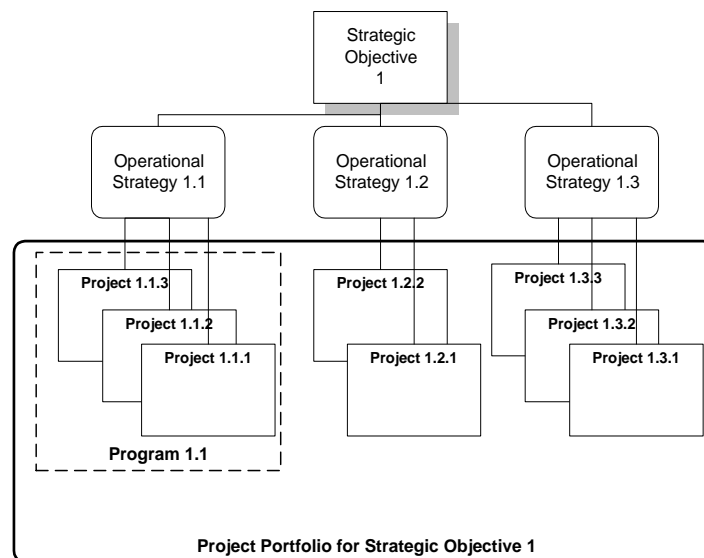 Strategic
Objective
1
Operational
Strategy 1.1
Operational
Strategy 1.2
Operational
Strategy 1.3
Project 1.1.3
Project 1.1.2
Project 1.1.1
Program 1.1
Project 1.2.2
Project 1.2.1
Project 1.3.3
Project 1.3.2
Project 1.3.1
Project Portfolio for Strategic Objective 1